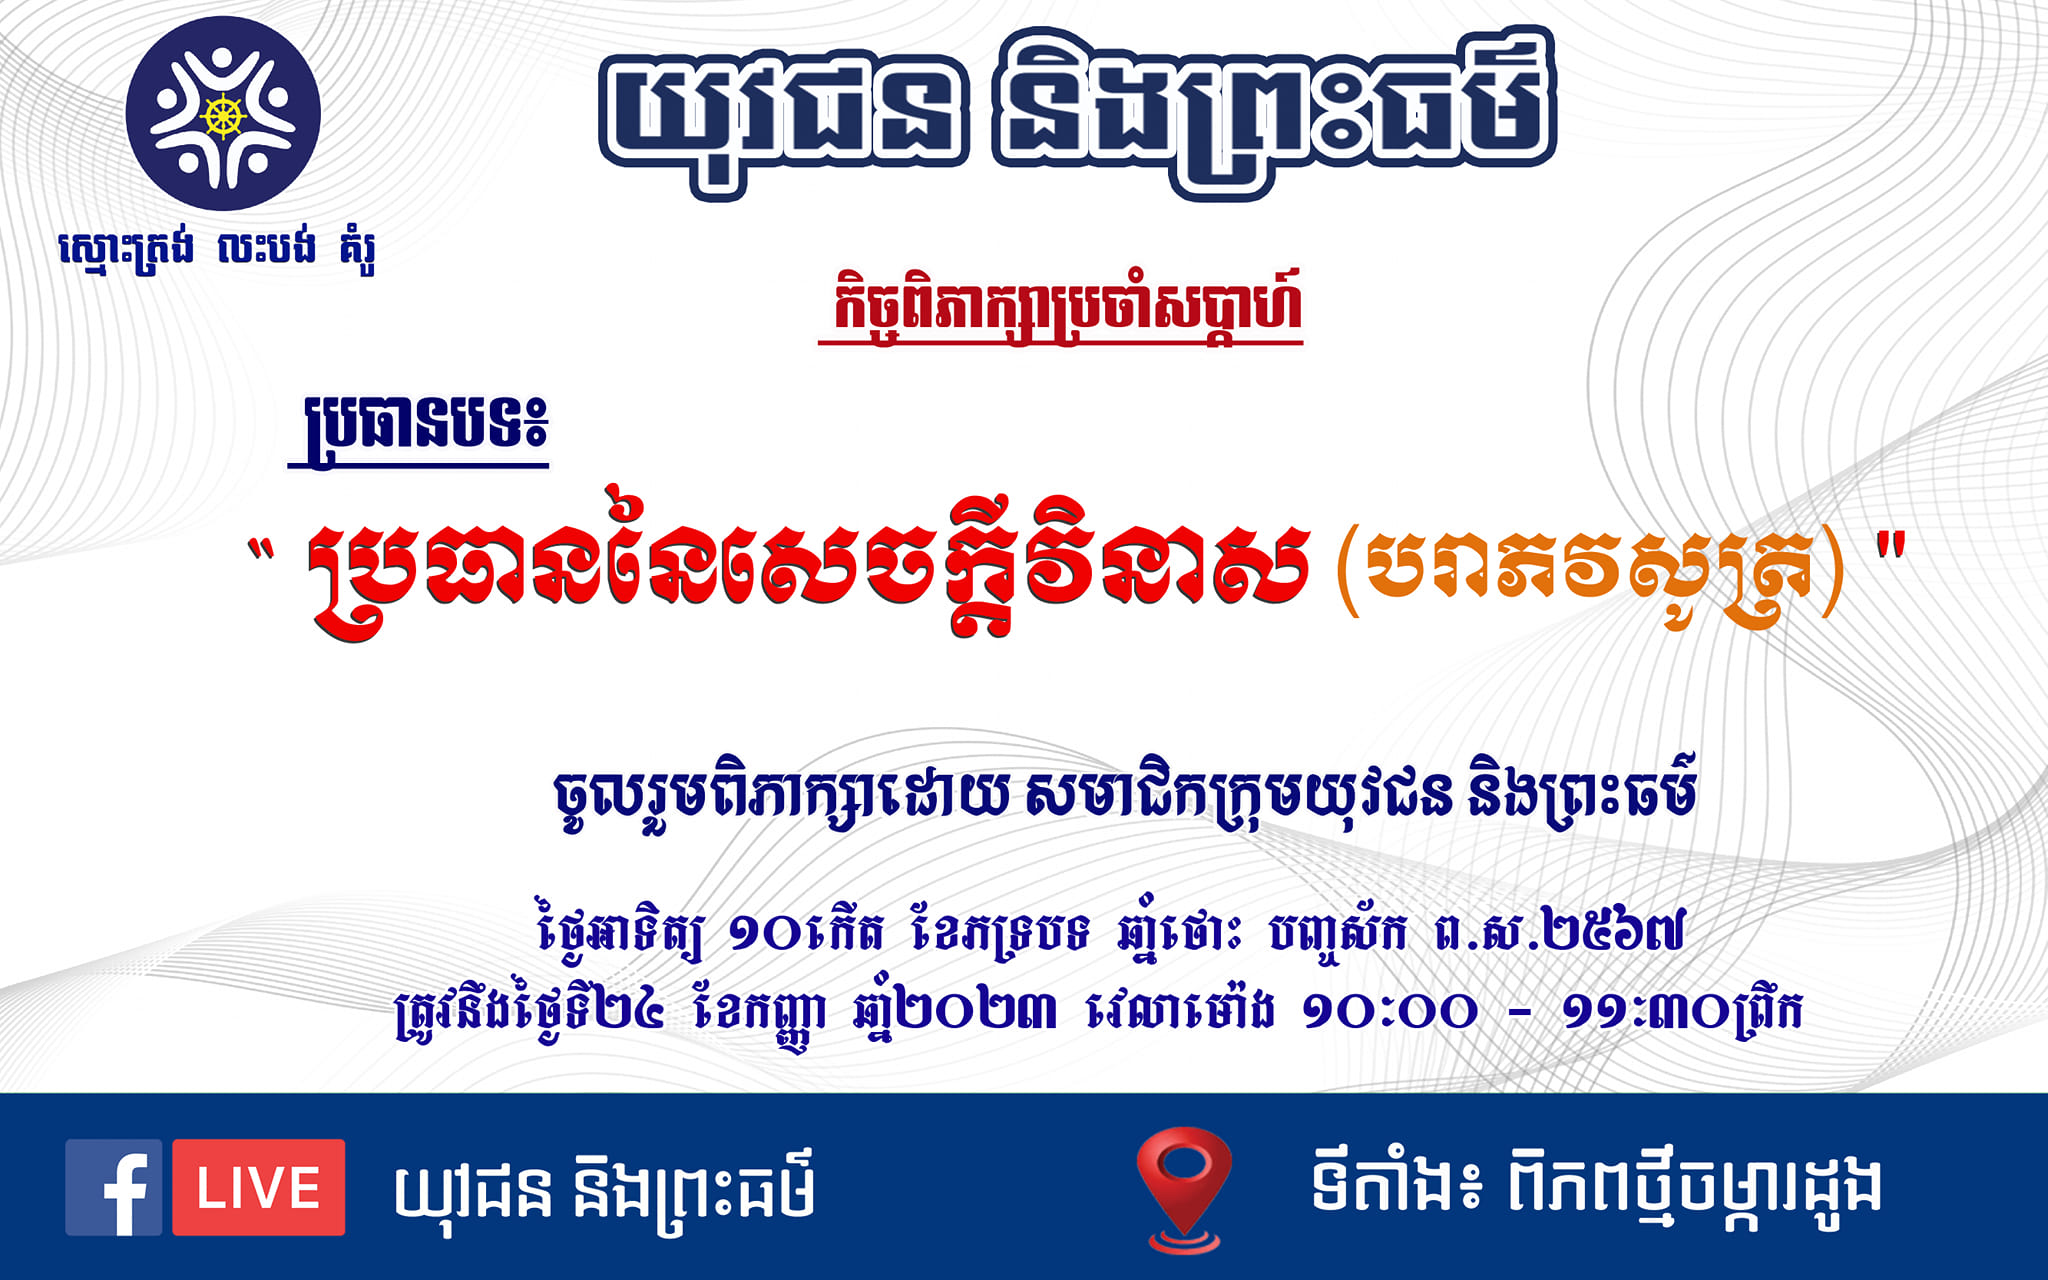 យុវជន និងព្រះធម៌
ស្មោះត្រង់ លះបង់ គំរូ
កិច្ចពិភាក្សាប្រចាំសប្តាហ៍
ប្រធានបទ៖
“ ប្រធាននៃសេចក្តីវិនាស (បរាភវសូត្រ) "
ចូលរួមពិភាក្សាដោយ សមាជិកក្រុមយុវជន និងព្រះធម៌
ថ្ងៃអាទិត្យ ១០កើត ខែភទ្របទ ឆ្នាំថោះ បញ្ចស័ក ព.ស.២៥៦៧
ត្រូវនឹងថ្ងៃទី២៤ ខែកញ្ញា ឆ្នាំ២០២៣ វេលាម៉ោង ១០:០០ - ១១:៣០ព្រឹក
f LIVE យុវជន និងព្រះធម៌
ទីតាំង៖ ពិភពថ្មីចម្ការដូង